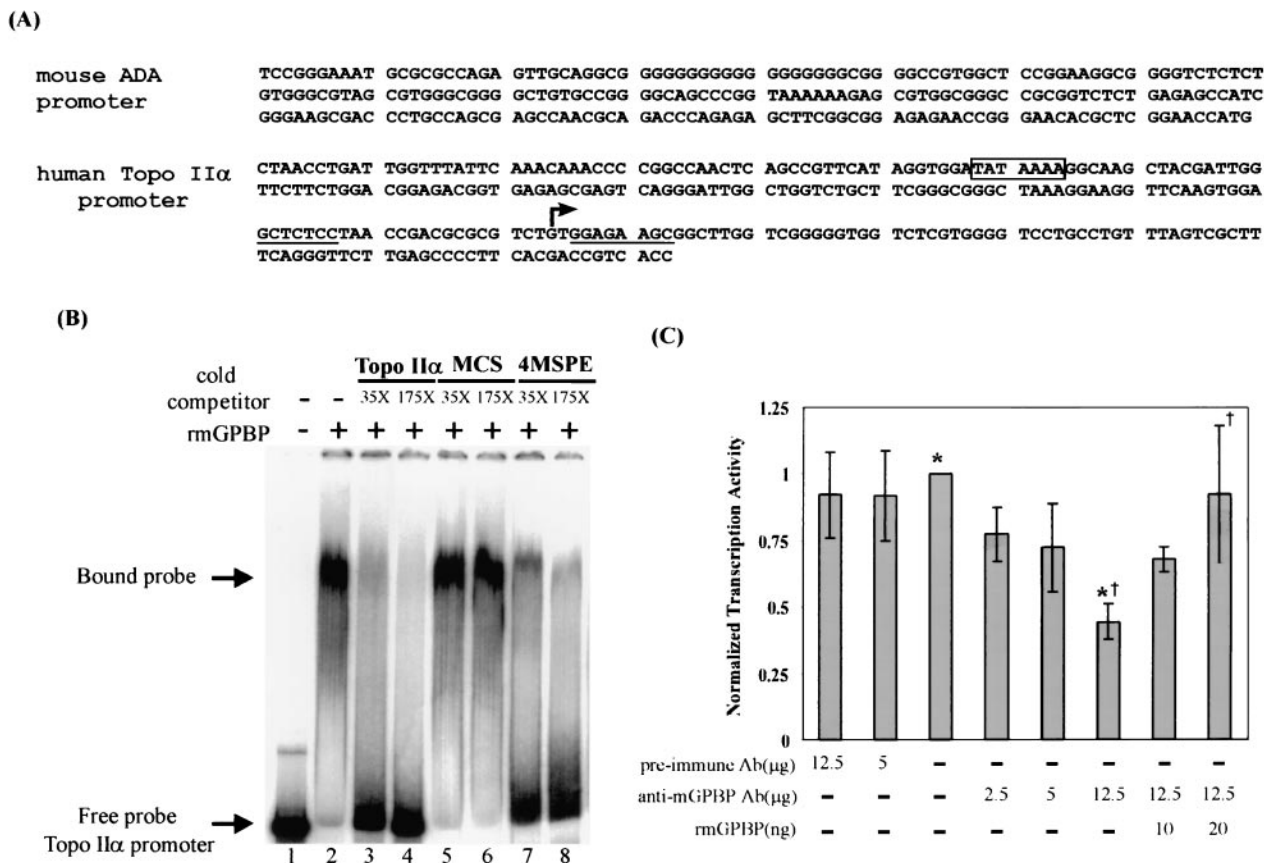 (A)
mouse ADA promoter
TCCGGGAAAT GCGCGCCAGA GTTGCAGGCG GGGGGGGGGG GGGGGGGCGG GGCCGTGGCT CCGGAAGGCG GGGTCTCTCT
GTGGGCGTAG CGTGGGCGGG GCTGTGCCGG GGCAGCCCGG TAAAAAAGAG CGTGGCGGGC CGCGGTCTCT GAGAGCCATC
GGGAAGCGAC CCTGCCAGCG AGCCAACGCA GACCCAGAGA GCTTCGGCGG AGAGAACCGG GAACACGCTC GGAACCATG
human Topo IIα promoter
CTAACCTGAT TGGTTTATTC AAACAAACCC CGGCCAACTC AGCCGTTCAT AGGTGGATAT AAAAGGCAAG CTACGATTGG
TTCTTCTGGA CGGAGACGGT GAGAGCGAGT CAGGGATTGG CTGGTCTGCT TCGGGCGGGC TAAAGGAAGG TTCAAGTGGA
GCTCTCCTAA CCGACGCGCG TCTGTGGAGA AGCGGCTTGG TCGGGGGTGG TCTCGTGGGG TCCTGCCTGT TTAGTCGCTT
TCAGGGTTCT TGAGCCCCTT CACGACCGTC ACC
(B)
Topo IIα MCS 4MSPE
cold competitor - - 35X 175X 35X 175X 35X 175X
rmGPBP - + + + + + + +
Bound probe
Free probe
Topo IIα promoter
1 2 3 4 5 6 7 8
(C)
Normalized Transcription Activity
1.25
1
0.75
0.5
0.25
0
*
*†
†
pre-immune Ab(μg) 12.5 5 – – – – – –
anti-mGPBP Ab(μg) – – – 2.5 5 12.5 12.5 12.5
rmGPBP(ng) – – – – – – 10 20